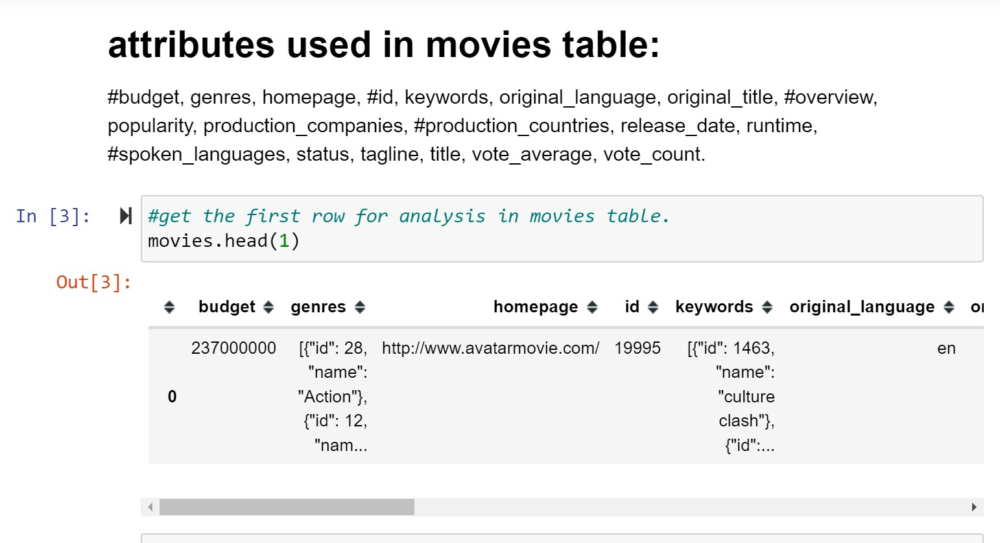 attributes used in movies table:
#budget, genres, homepage, #id, keywords, original_language, original_title, #overview,
popularity, production_companies, #production_countries, release_date, runtime,
#spoken_languages, status, tagline, title, vote_average, vote_count.
In [3]:
#get the first row for analysis in movies table.
movies.head(1)
Out[3]:
budget genres homepage id keywords original_language
237000000 [{"id": 28, http://www.avatarmovie.com/ 19995 [{"id": 1463, en
"name": "name":
0 "Action"}, "culture
{"id": 12, clash"},
"nam... {"id":...